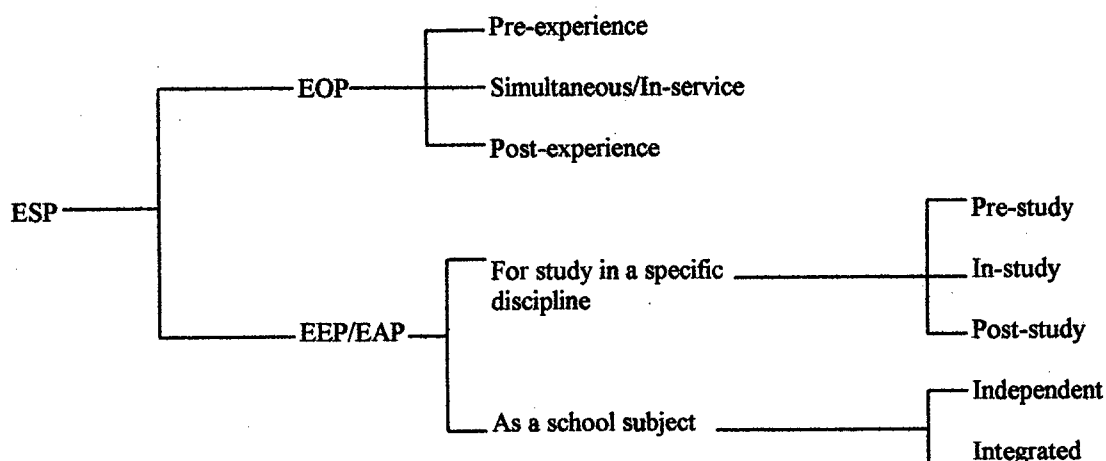 Pre-experience
EOP
Simultaneous/In-service
Post-experience
ESP
Pre-study
For study in a specific
discipline
In-study
EEP/EAP
Post-study
Independent
As a school subject
Integrated